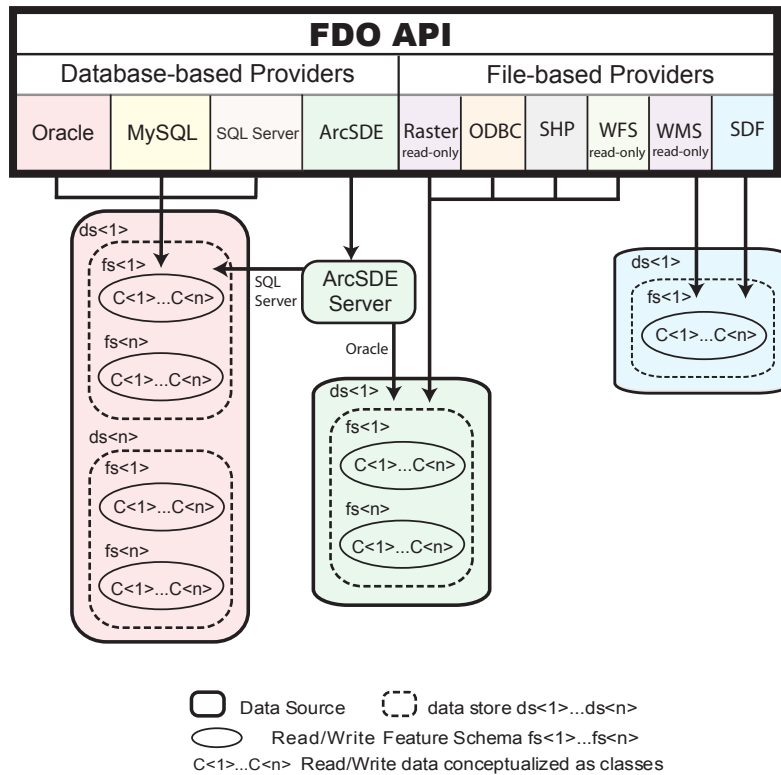 FDO API
Database-based Providers
File-based Providers
Oracle
MySQL
SQL Server
ArcSDE
Raster
read-only
ODBC
SHP
WFS
read-only
WMS
read-only
SDF
ds<1>
fs<1>
C<1>...C<n>
fs<n>
C<1>...C<n>
ds<n>
fs<1>
C<1>...C<n>
fs<n>
C<1>...C<n>
SQL
Server
ArcSDE
Server
Oracle
ds<1>
fs<1>
C<1>...C<n>
fs<n>
C<1>...C<n>
ds<1>
fs<1>
C<1>...C<n>
Data Source
data store ds<1>...ds<n>
Read/Write Feature Schema fs<1>...fs<n>
C<1>...C<n> Read/Write data conceptualized as classes